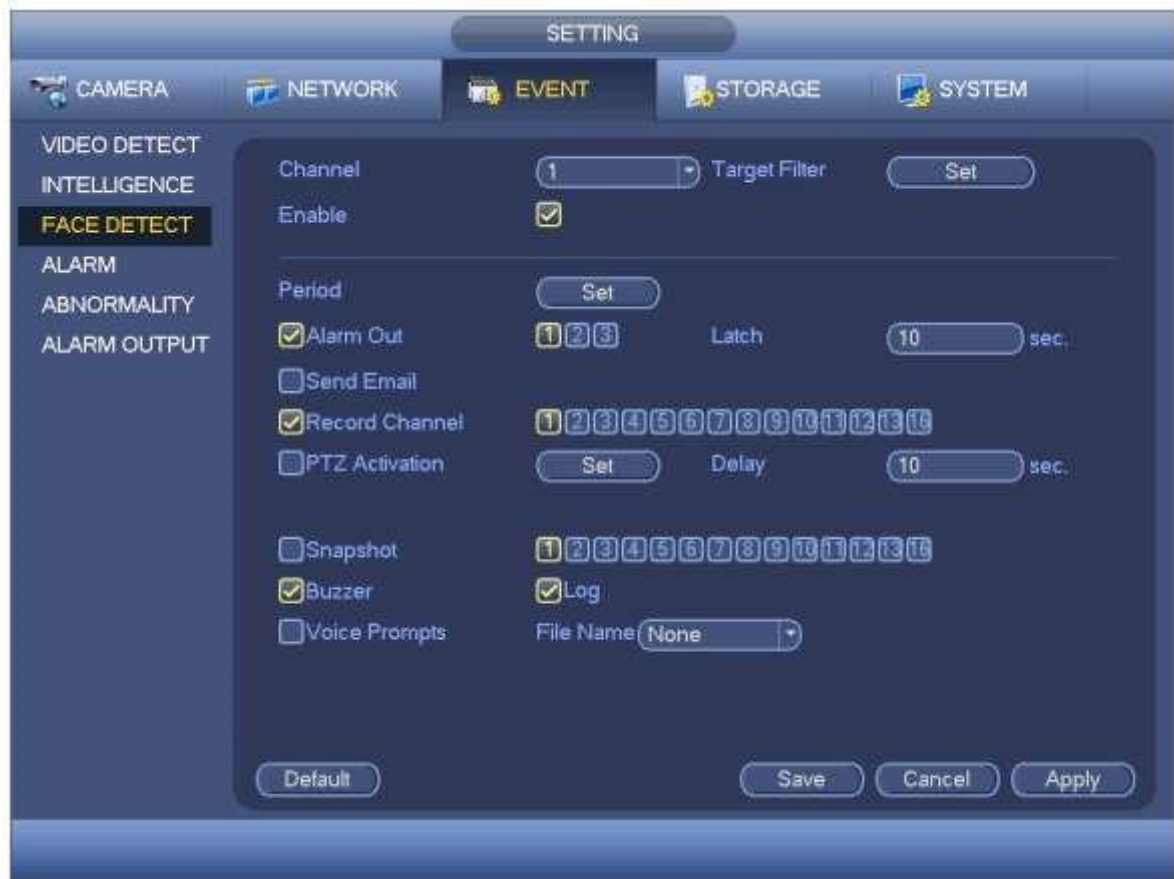 SETTING
CAMERA NETWORK EVENT STORAGE SYSTEM
VIDEO DETECT
INTELLIGENCE
FACE DETECT
ALARM
ABNORMALITY
ALARM OUTPUT
Channel 1 Target Filter Set
Enable
Period Set
Alarm Out 1 2 3 Latch 10 sec.
Send Email
Record Channel 1 2 3 4 5 6 7 8 9 10 11 12 13 16
PTZ Activation Set Delay 10 sec.
Snapshot 1 2 3 4 5 6 7 8 9 10 11 12 13 16
Buzzer Log
Voice Prompts File Name None
Default Save Cancel Apply